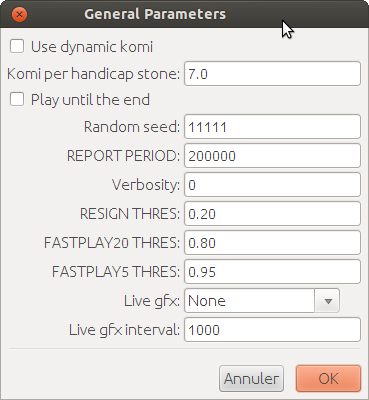 General Parameters
Use dynamic komi
Komi per handicap stone: 7.0
Play until the end
Random seed: 11111
REPORT PERIOD: 200000
Verbosity: 0
RESIGN THRES: 0.20
FASTPLAY20 THRES: 0.80
FASTPLAY5 THRES: 0.95
Live gfx: None
Live gfx interval: 1000
Annuler OK